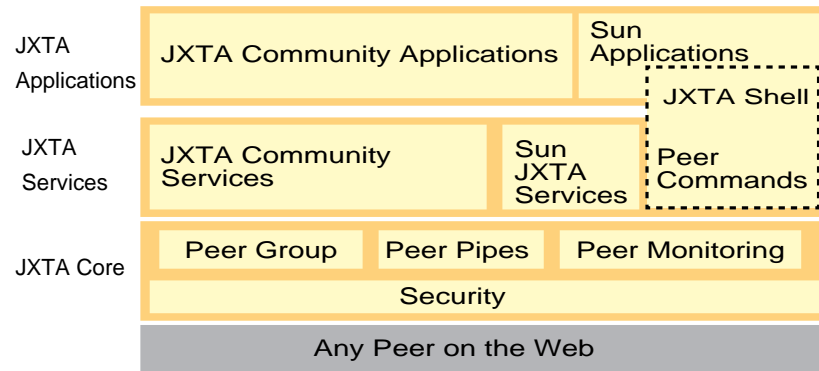 JXTA
Applications
JXTA Community Applications
Sun
Applications
JXTA Shell
JXTA
Services
JXTA Community
Services
Sun
JXTA
Services
Peer
Commands
JXTA Core
Peer Group
Peer Pipes
Peer Monitoring
Security
Any Peer on the Web